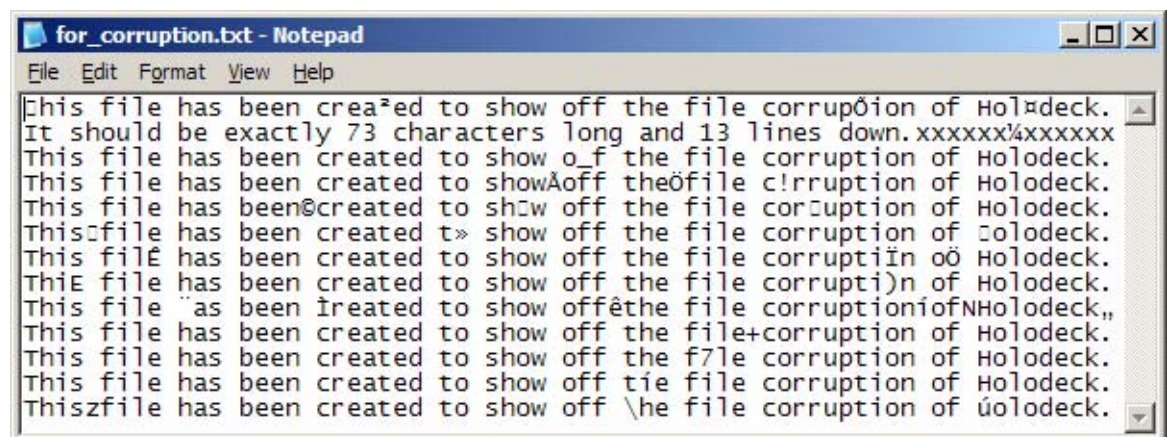 for_corruption.txt - Notepad
File Edit Format View Help
□his file has been crea²ed to show off the file corrupÕion of Hol¤deck.
It should be exactly 73 characters long and 13 lines down.xxxxxx¼xxxxxx
This file has been created to show o_f the file corruption of Holodeck.
This file has been created to showÅoff theÖfile c!rruption of Holodeck.
This file has been©created to sh□w off the file cor□uption of Holodeck.
This□file has been created t» show off the file corruption of □olodeck.
This filÊ has been created to show off the file corruptiÏn oÖ Holodeck.
ThiE file has been created to show off the file corrupti)n of Holodeck.
This file ¨as been Ìreated to show offêthe file corruptioníofNHolodeck„
This file has been created to show off the file+corruption of Holodeck.
This file has been created to show off the f7le corruption of Holodeck.
This file has been created to show off tíe file corruption of Holodeck.
Thiszfile has been created to show off \he file corruption of úolodeck.